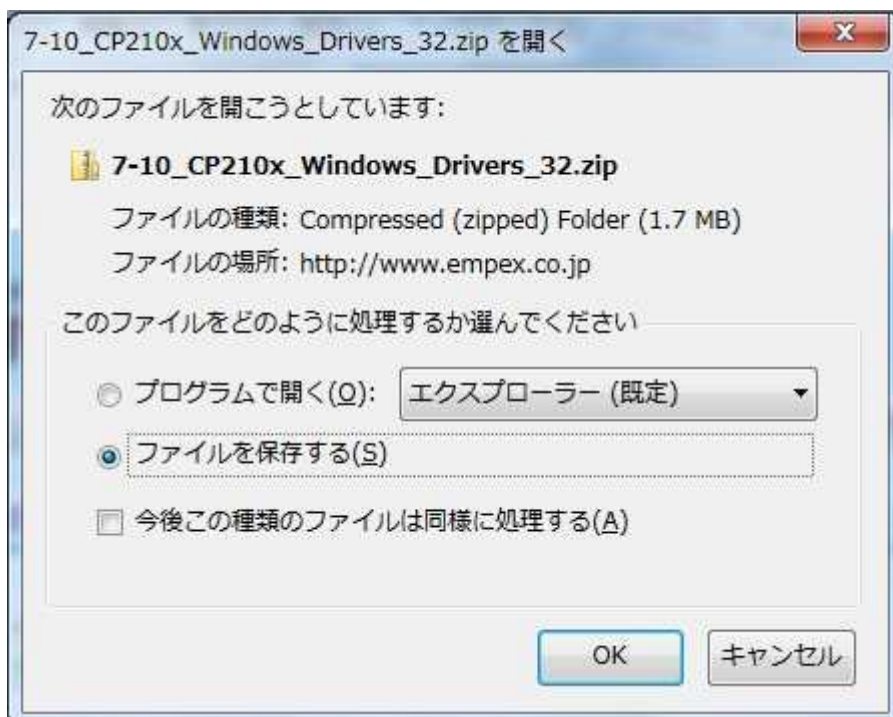 7-10_CP210x_Windows_Drivers_32.zip を開く
次のファイルを開こうとしています:
7-10_CP210x_Windows_Drivers_32.zip
ファイルの種類: Compressed (zipped) Folder (1.7 MB)
ファイルの場所: http://www.empex.co.jp
このファイルをどのように処理するか選んでください
プログラムで開く(O): エクスプローラー (既定)
ファイルを保存する(S)
今後この種類のファイルは同様に処理する(A)
OK キャンセル